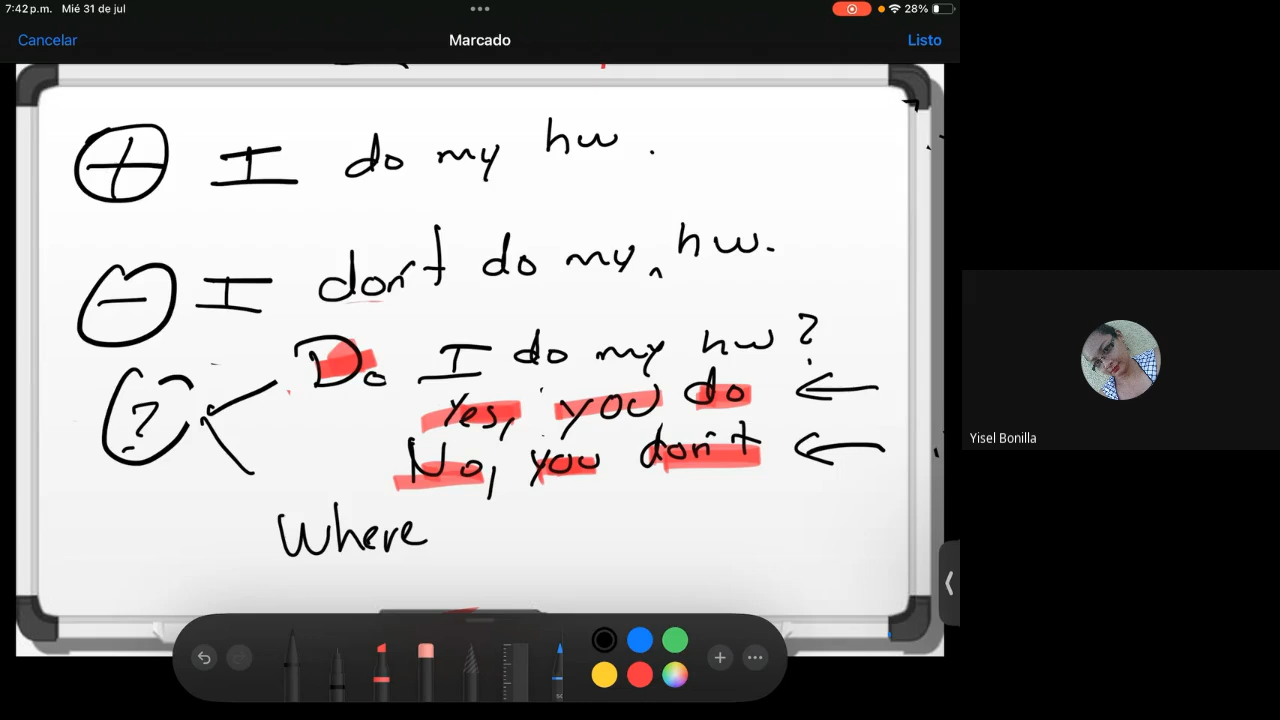 7:42 p.m. Mié 31 de jul
28%
Cancelar
Marcado
Listo
+ I do my hw.
- I don't do my hw.
Do I do my hw?
? Yes, you do
No, you don't
Where
Yisel Bonilla